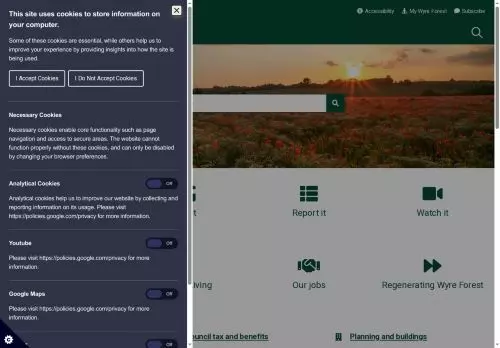 This site uses cookies to store information on
your computer.
Some of these cookies are essential, while others help us to
improve your experience by providing insights into how the site is
being used.
I Accept Cookies
I Do Not Accept Cookies
Necessary Cookies
Necessary cookies enable core functionality such as page
navigation and access to secure areas. The website cannot
function properly without these cookies, and can only be disabled
by changing your browser preferences.
Analytical Cookies
Off
Analytical cookies help us to improve our website by collecting and
reporting information on its usage. Please visit
https://policies.google.com/privacy for more information.
Youtube
Off
Please visit https://policies.google.com/privacy for more
information.
Google Maps
Off
Please visit https://policies.google.com/privacy for more
information.
Off
Accessibility
My Wyre Forest
Subscribe
Report it
Watch it
Our jobs
Regenerating Wyre Forest
uncil tax and benefits
Planning and buildings